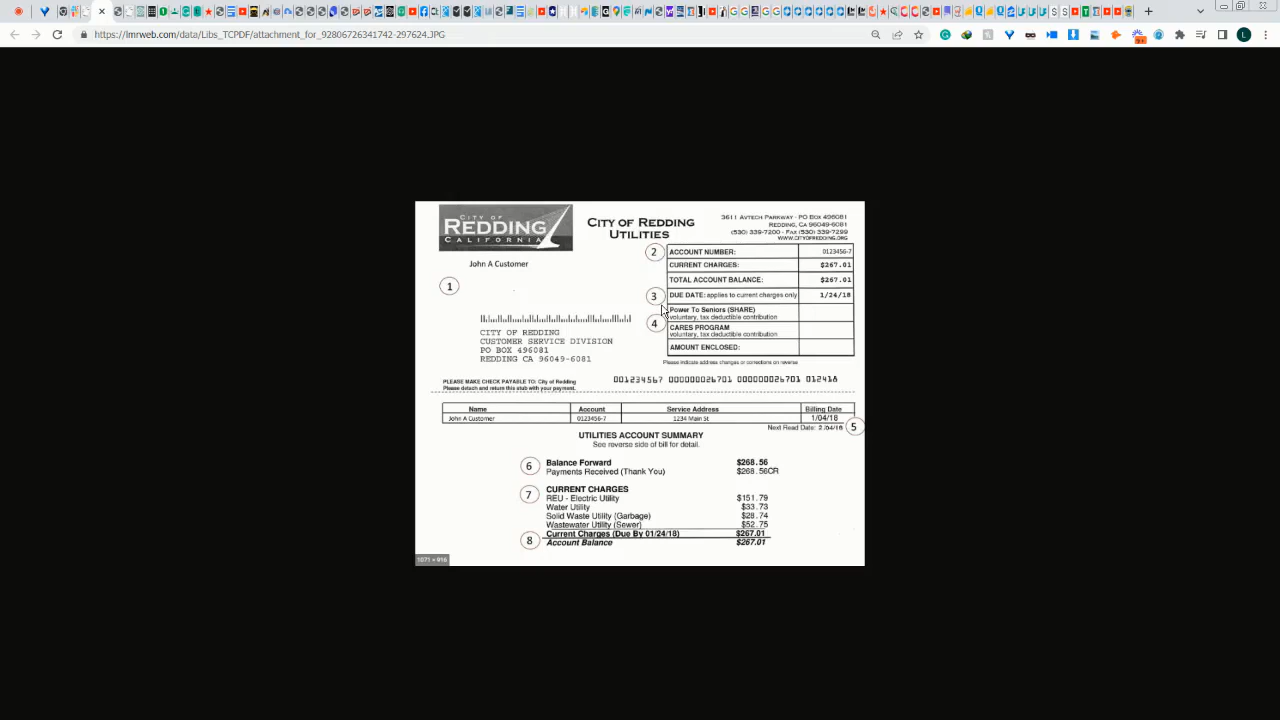 https://lmrweb.com/data/Libs_TCPDF/attachment_for_92806726341742-297624.JPG
CITY OF
REDDING
CALIFORNIA
CITY OF REDDING
UTILITIES
3611 AVTECH PARKWAY - PO BOX 496081
REDDING, CA 96049-6081
(530) 339-7200 - FAX (530) 339-7299
WWW.CITYOFREDDING.ORG
John A Customer
1
2 ACCOUNT NUMBER: 0123456-7
CURRENT CHARGES: $267.01
TOTAL ACCOUNT BALANCE: $267.01
3 DUE DATE: applies to current charges only 1/24/18
Power To Seniors (SHARE)
voluntary, tax deductible contribution
4 CARES PROGRAM
voluntary, tax deductible contribution
AMOUNT ENCLOSED:
Please indicate address changes or corrections on reverse
CITY OF REDDING
CUSTOMER SERVICE DIVISION
PO BOX 496081
REDDING CA 96049-6081
PLEASE MAKE CHECK PAYABLE TO: City of Redding
Please detach and return this stub with your payment.
001234567 000000026701 000000026701 012418
Name Account Service Address Billing Date
John A Customer 0123456-7 1234 Main St 1/04/18
Next Read Date: 2/04/18 5
UTILITIES ACCOUNT SUMMARY
See reverse side of bill for detail.
6 Balance Forward $268.56
Payments Received (Thank You) $268.56CR
7 CURRENT CHARGES
REU - Electric Utility $151.79
Water Utility $33.73
Solid Waste Utility (Garbage) $28.74
Wastewater Utility (Sewer) $52.75
Current Charges (Due By 01/24/18) $267.01
8 Account Balance $267.01
1071 × 916